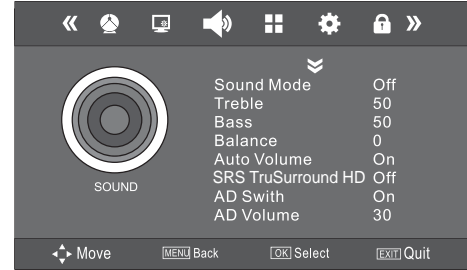 Sound Mode Off
Treble 50
Bass 50
Balance 0
Auto Volume On
SRS TruSurround HD Off
AD Swith On
AD Volume 30
SOUND
Move MENU Back OK Select EXIT Quit